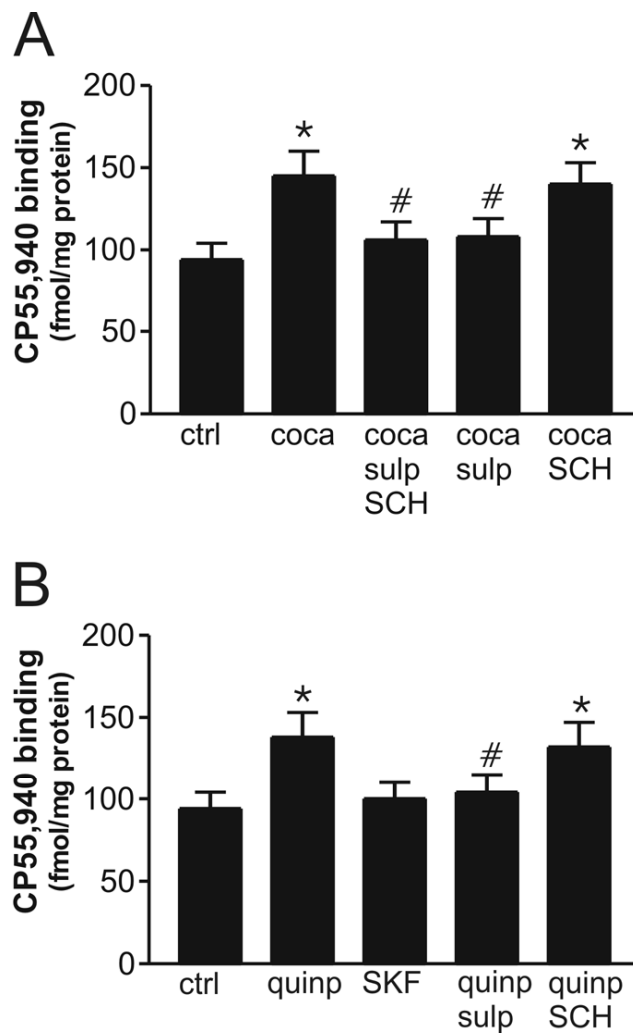 A
CP55,940 binding
(fmol/mg protein)
200
150
100
50
0
*
#
#
*
ctrl coca coca coca coca
sulp sulp SCH
SCH
B
CP55,940 binding
(fmol/mg protein)
200
150
100
50
0
*
#
*
ctrl quinp SKF quinp quinp
sulp SCH